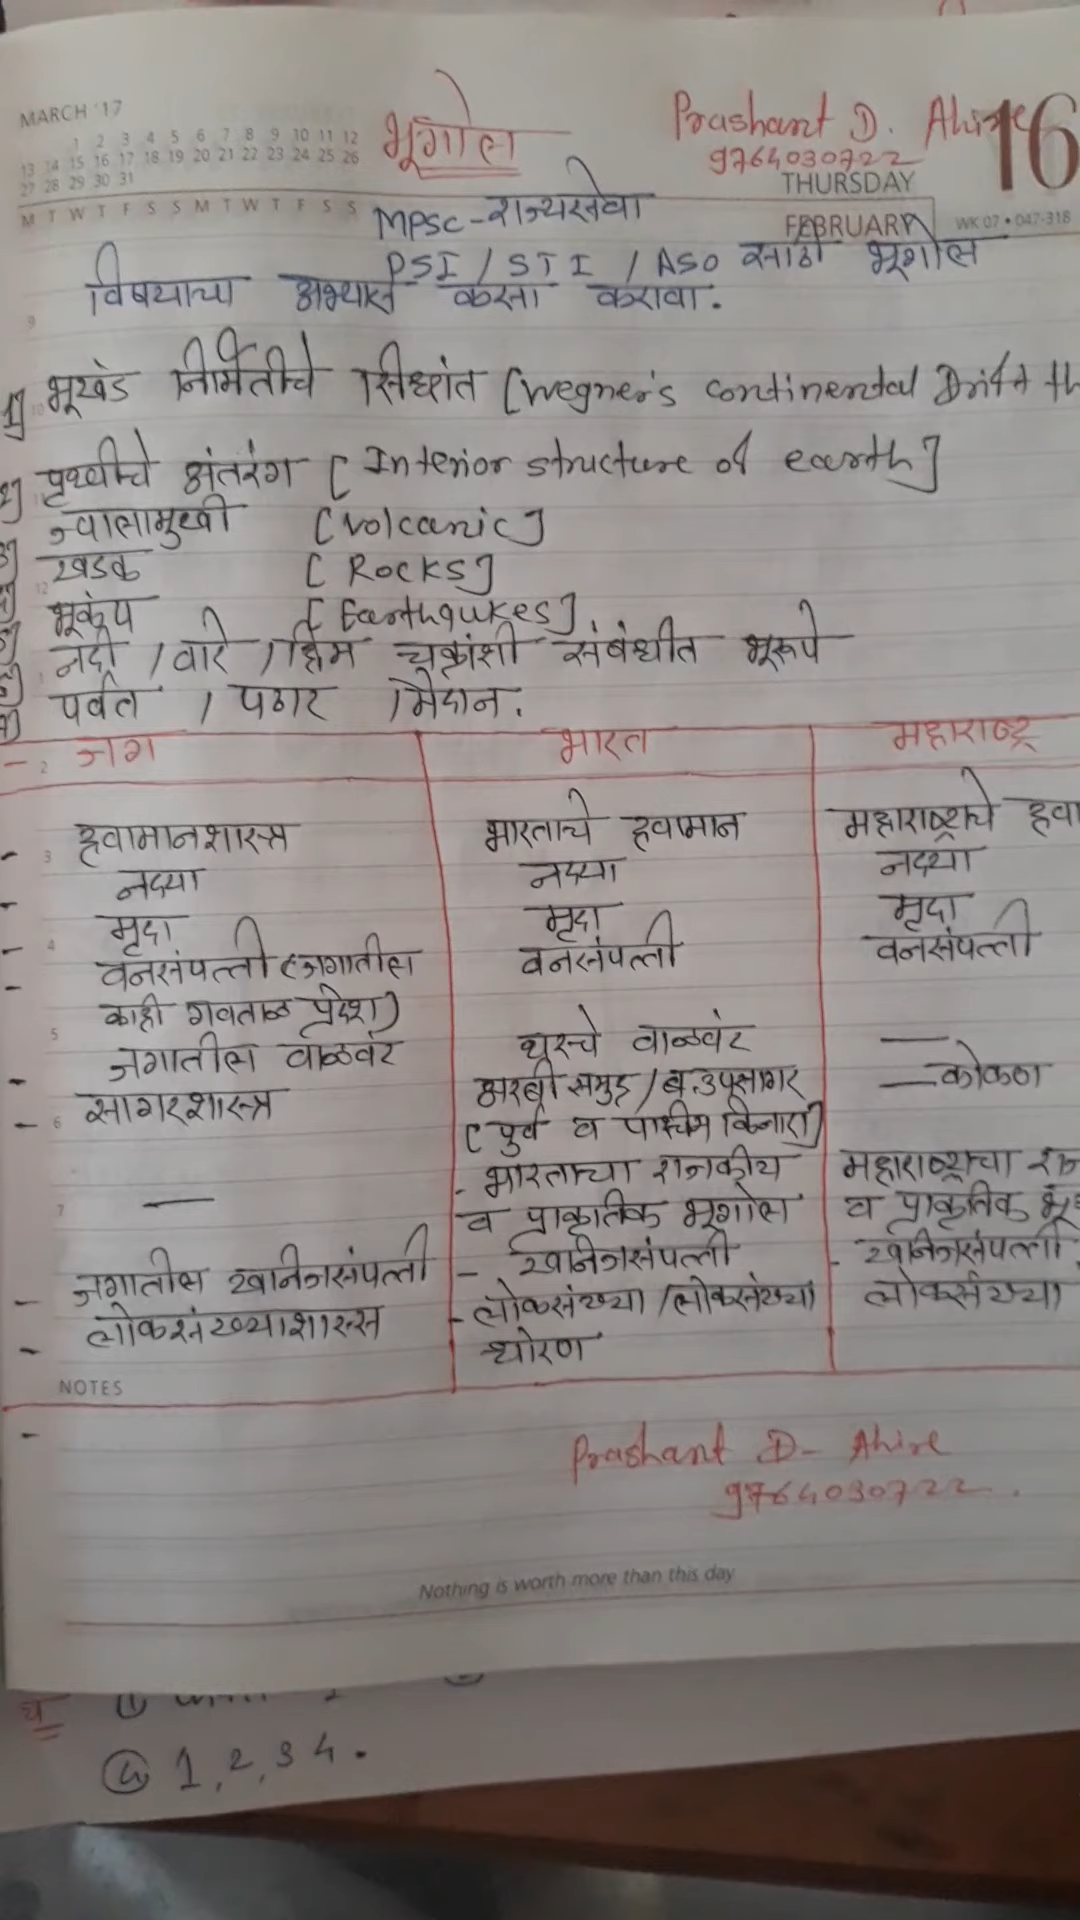 MARCH '17
1 2 3 4 5 6 7 8 9 10 11 12
13 14 15 16 17 18 19 20 21 22 23 24 25 26
27 28 29 30 31
M T W T F S S M T W T F S S
भूगोल
Prashant D. Ahire
9764030722
16
THURSDAY
FEBRUARY
WK 07 • 047-318
MPSC-राज्यसेवा
PSI / STI / ASO साठी भूगोल
विषयाचा अभ्यास कसा करावा.
1] भूखंड निर्मितीचे सिध्दांत [Wegner's continental Drift th
2] पृथ्वीचे अंतरंग [Interior structure of earth]
3] ज्वालामुखी [Volcanic]
खडक [Rocks]
भूकंप [Earthqukes]
नदी / वारे / हिम चक्रांशी संबंधीत भूरूपे
7] पर्वत / पठार / मैदान.
- जग भारत महाराष्ट्र
- हवामानशास्त्र भारताचे हवामान महाराष्ट्राचे हवा
- नद्या नद्या नद्या
- मृदा मृदा मृदा
- वनसंपत्ती (जगातील वनसंपत्ती वनसंपत्ती
काही गवताळ प्रदेश)
- जगातील वाळवंट थरचे वाळवंट —
- सागरशास्त्र अरबी समुद्र / ब.उपसागर — कोकण
[पुर्व व पश्चिम किनारा]
— - भारताचा राजकीय महाराष्ट्राचा
व प्राकृतिक भूगोल व प्राकृतिक भू
- जगातील खनिजसंपत्ती - खनिजसंपत्ती - खनिजसंपत्ती
- लोकसंख्याशास्त्र - लोकसंख्या / लोकसंख्या लोकसंख्या
धोरण
NOTES
-
Prashant D- Ahire
9764030722.
Nothing is worth more than this day
④ 1, 2, 3 4.